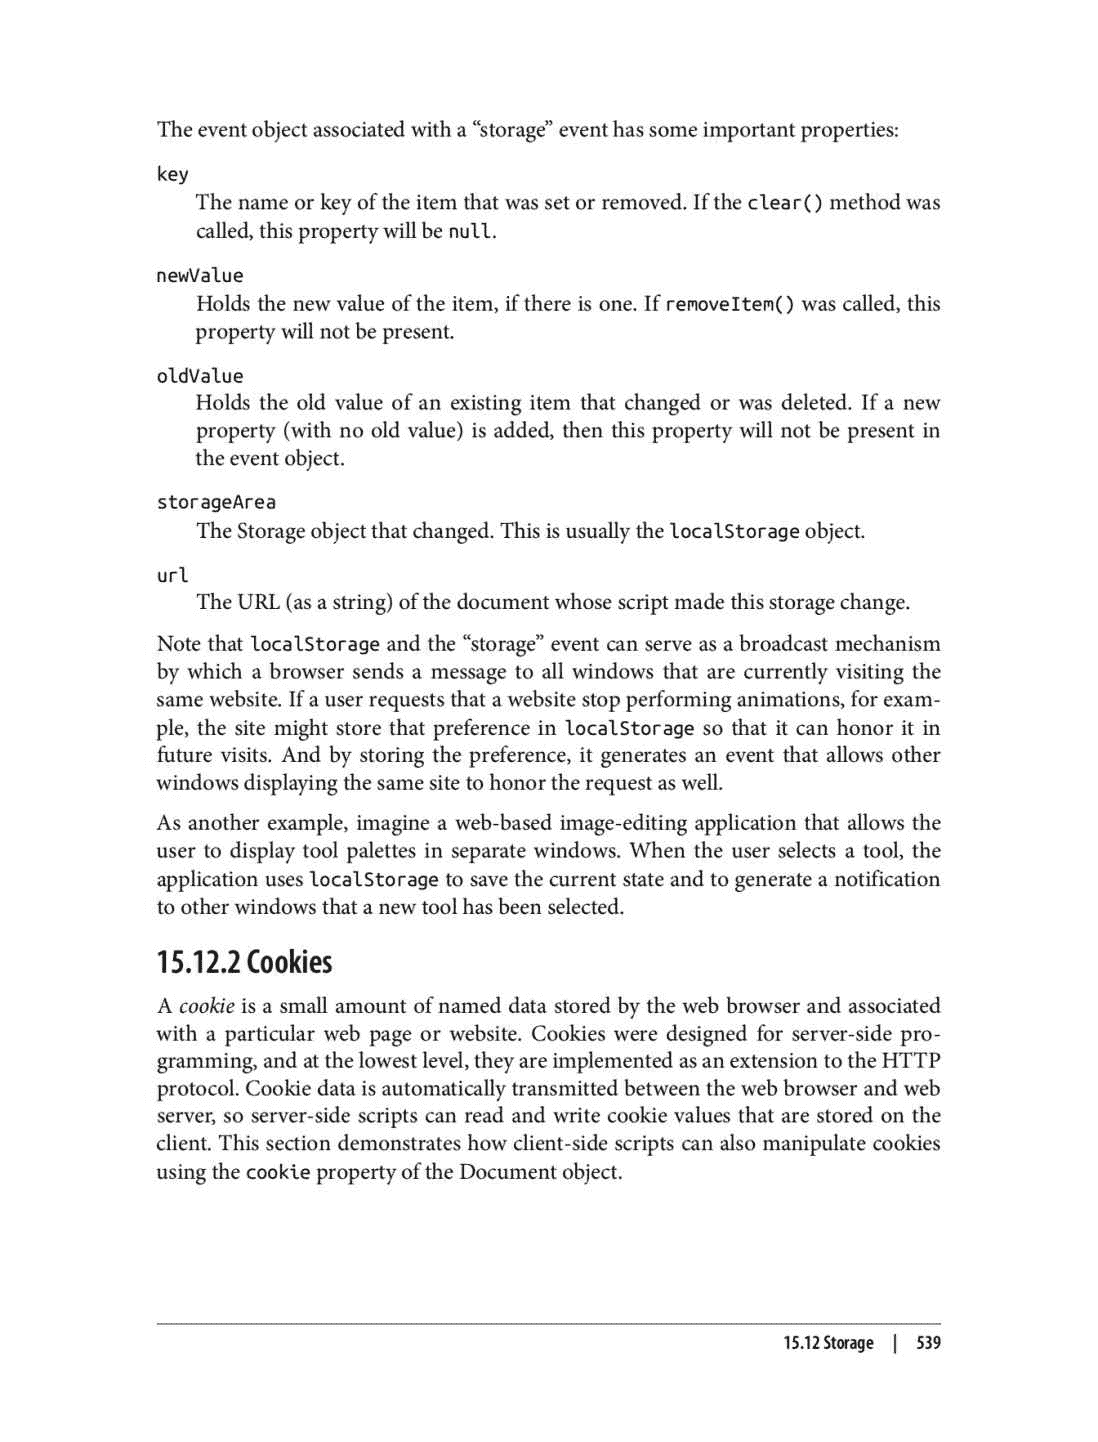 The event object associated with a “storage” event has some important properties:
key
The name or key of the item that was set or removed. If the clear() method was
called, this property will be null.
newValue
Holds the new value of the item, if there is one. If removeItem() was called, this
property will not be present.
oldValue
Holds the old value of an existing item that changed or was deleted. If a new
property (with no old value) is added, then this property will not be present in
the event object.
storageArea
The Storage object that changed. This is usually the localStorage object.
url
The URL (as a string) of the document whose script made this storage change.
Note that localStorage and the “storage” event can serve as a broadcast mechanism
by which a browser sends a message to all windows that are currently visiting the
same website. If a user requests that a website stop performing animations, for exam-
ple, the site might store that preference in localStorage so that it can honor it in
future visits. And by storing the preference, it generates an event that allows other
windows displaying the same site to honor the request as well.
As another example, imagine a web-based image-editing application that allows the
user to display tool palettes in separate windows. When the user selects a tool, the
application uses localStorage to save the current state and to generate a notification
to other windows that a new tool has been selected.
15.12.2 Cookies
A cookie is a small amount of named data stored by the web browser and associated
with a particular web page or website. Cookies were designed for server-side pro-
gramming, and at the lowest level, they are implemented as an extension to the HTTP
protocol. Cookie data is automatically transmitted between the web browser and web
server, so server-side scripts can read and write cookie values that are stored on the
client. This section demonstrates how client-side scripts can also manipulate cookies
using the cookie property of the Document object.
15.12 Storage | 539